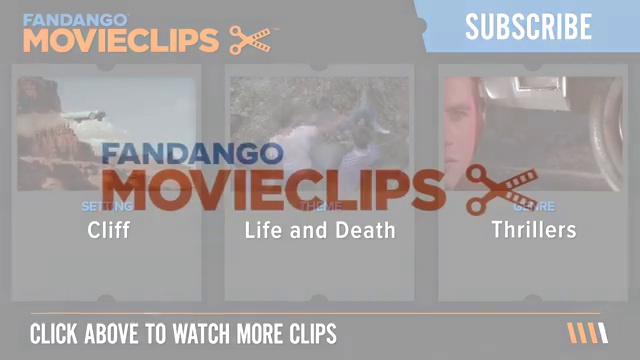 FANDANGO
MOVIECLIPS
SUBSCRIBE
FANDANGO
MOVIECLIPS
SETTING
THEME
GENRE
Cliff
Life and Death
Thrillers
CLICK ABOVE TO WATCH MORE CLIPS